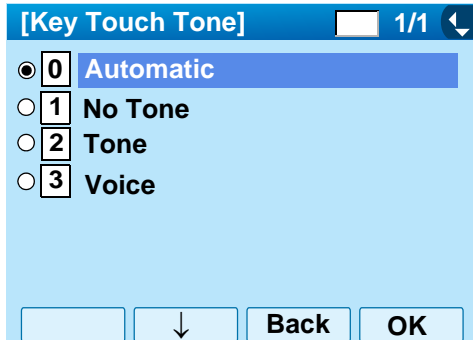 [Key Touch Tone] 1/1
0 Automatic
1 No Tone
2 Tone
3 Voice
↓ Back OK